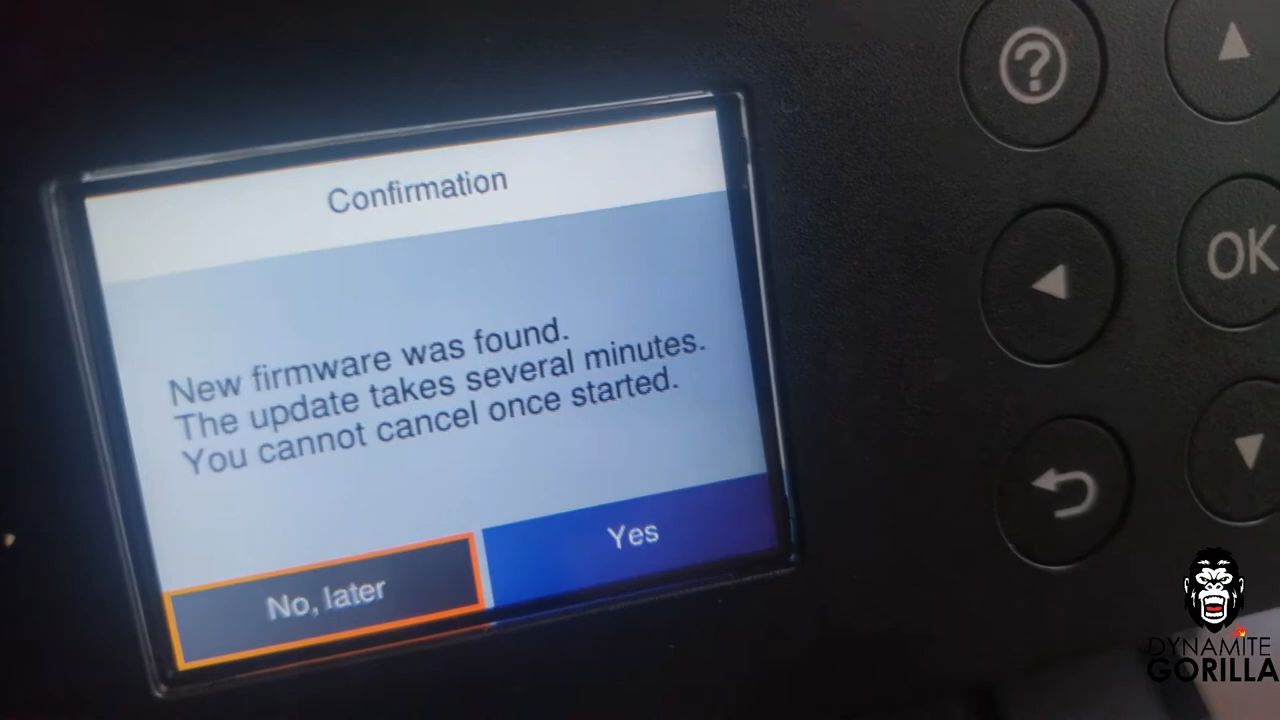 Confirmation
New firmware was found.
The update takes several minutes.
You cannot cancel once started.
No, later
Yes
?
OK
DYNAMITE
GORILLA